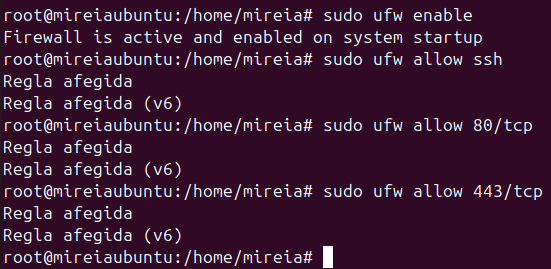 root@mireiaubuntu:/home/mireia# sudo ufw enable
Firewall is active and enabled on system startup
root@mireiaubuntu:/home/mireia# sudo ufw allow ssh
Regla afegida
Regla afegida (v6)
root@mireiaubuntu:/home/mireia# sudo ufw allow 80/tcp
Regla afegida
Regla afegida (v6)
root@mireiaubuntu:/home/mireia# sudo ufw allow 443/tcp
Regla afegida
Regla afegida (v6)
root@mireiaubuntu:/home/mireia#